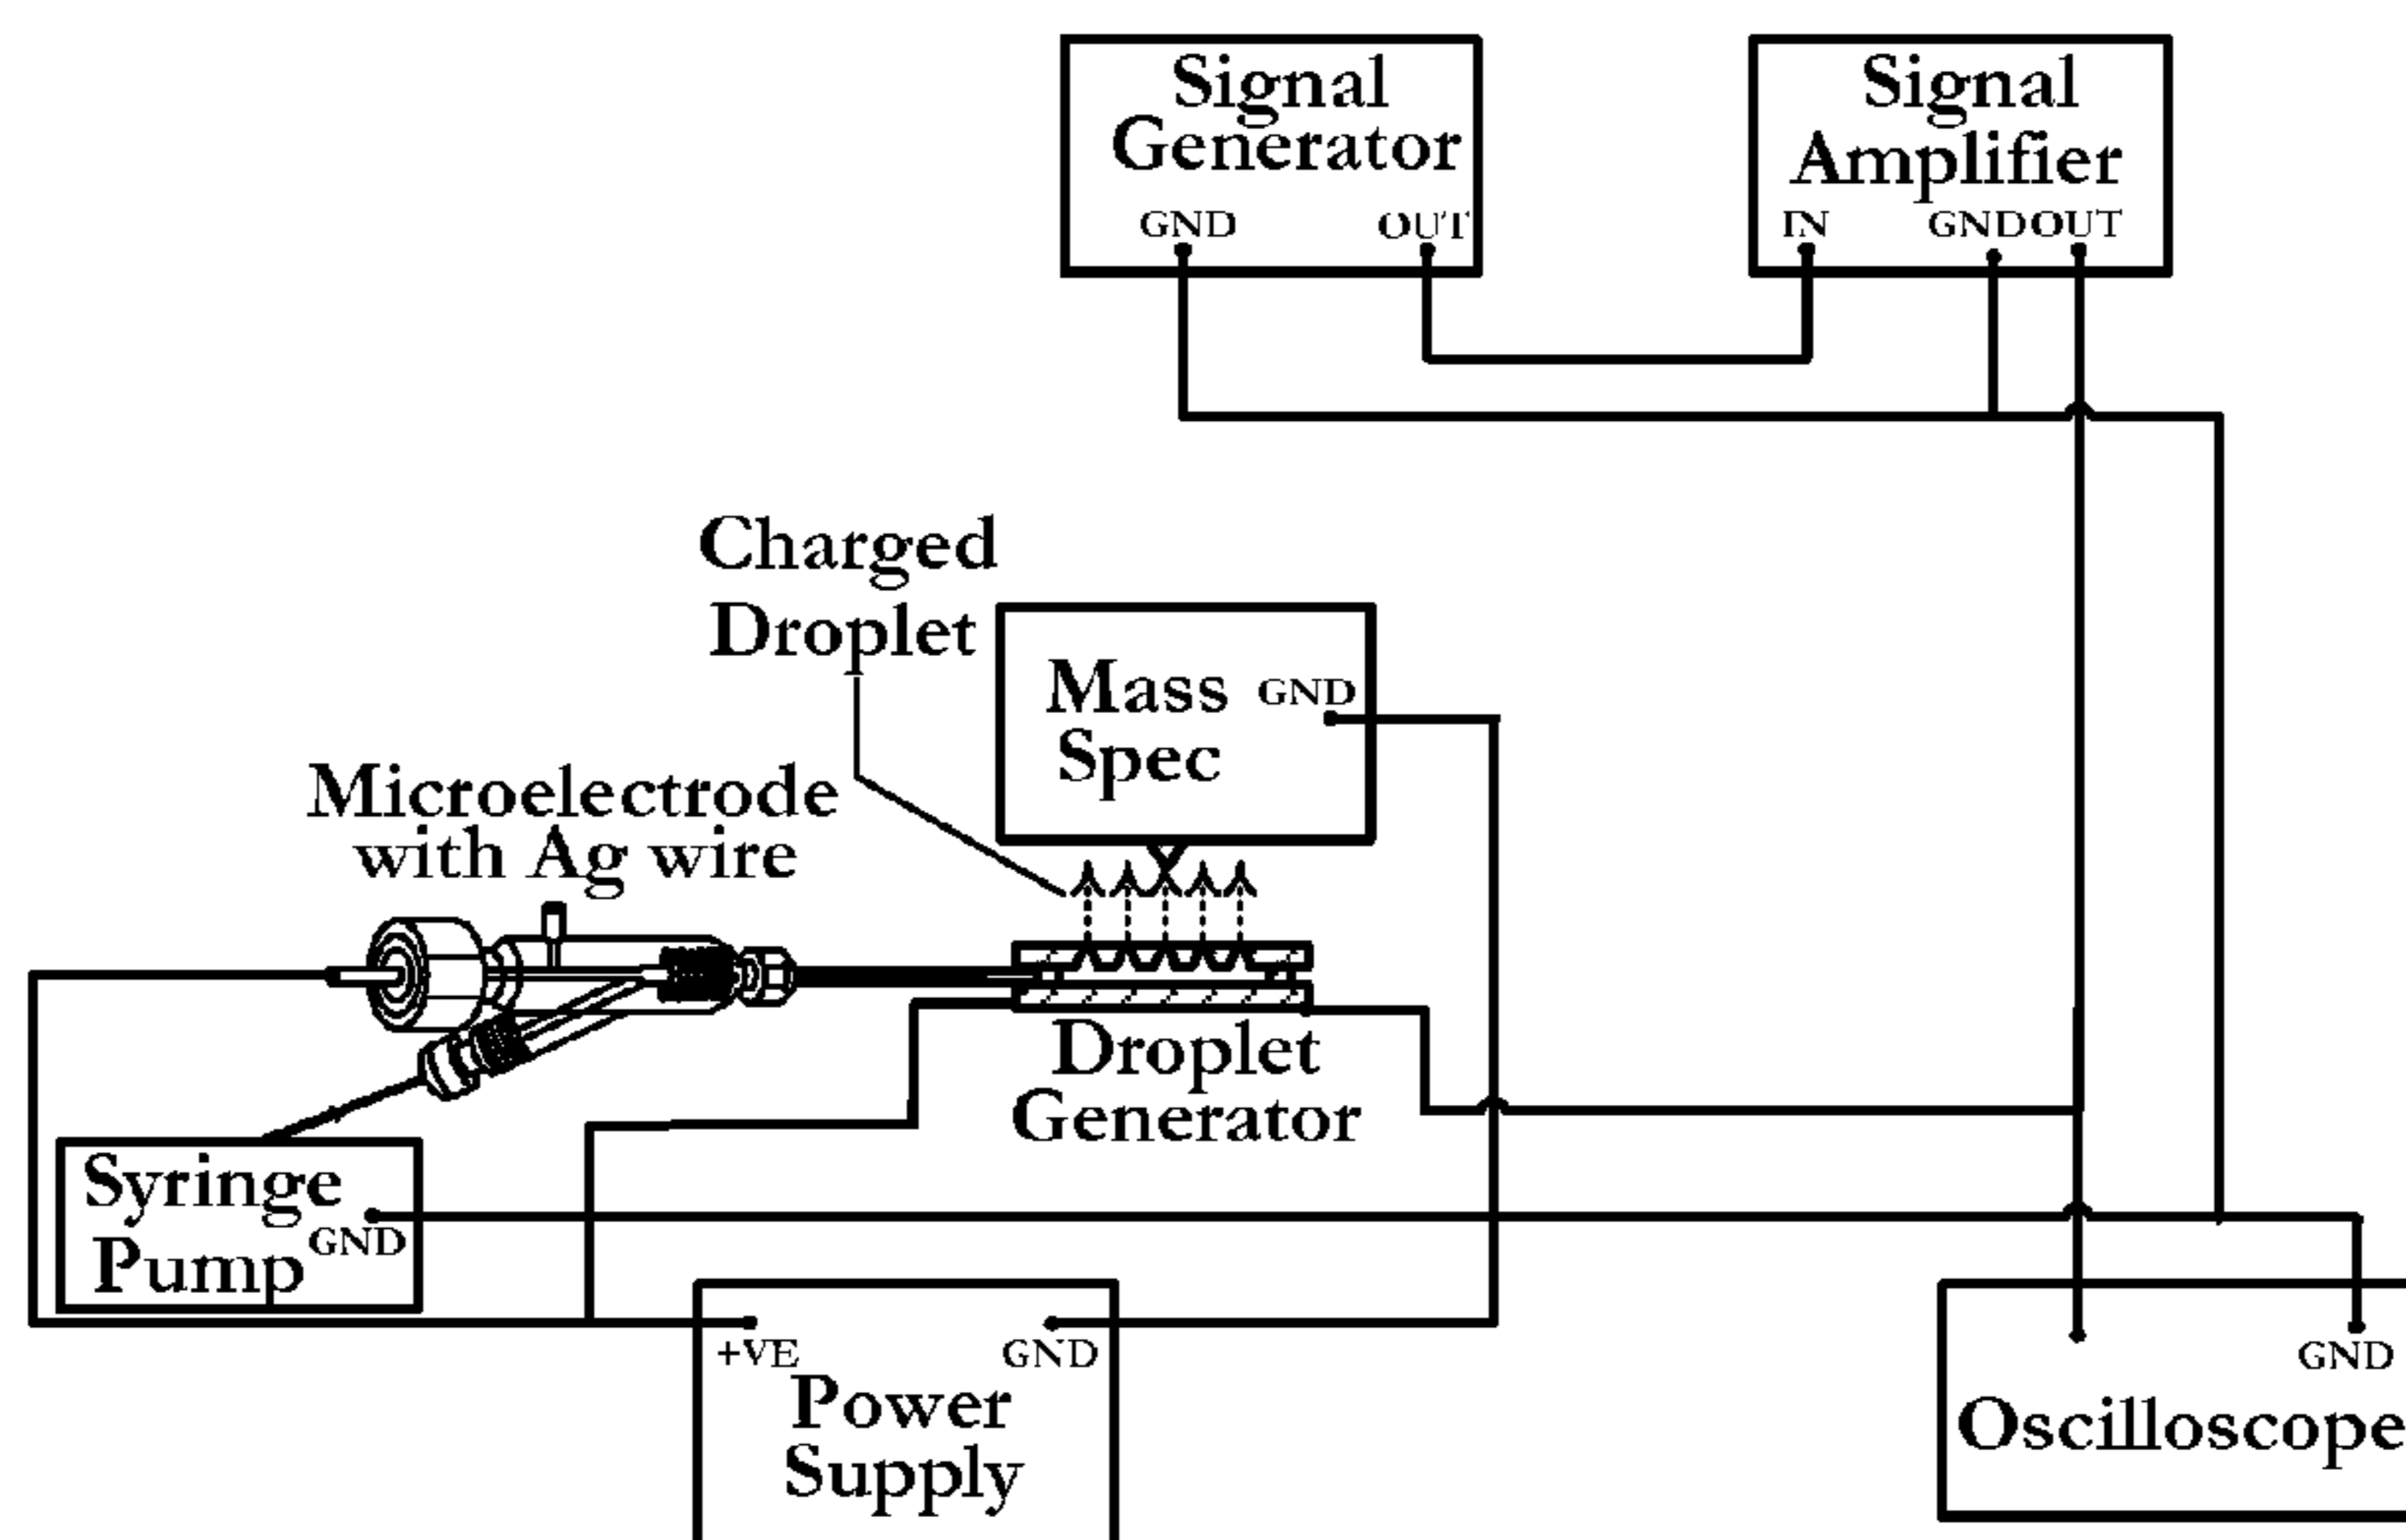 Signal
Generator
GND OUT
Signal
Amplifier
IN GND OUT
Charged
Droplet
Mass
Spec
GND
Microelectrode
with Ag wire
Droplet
Generator
Syringe
Pump
GND
+VE GND
Power
Supply
GND
Oscilloscope